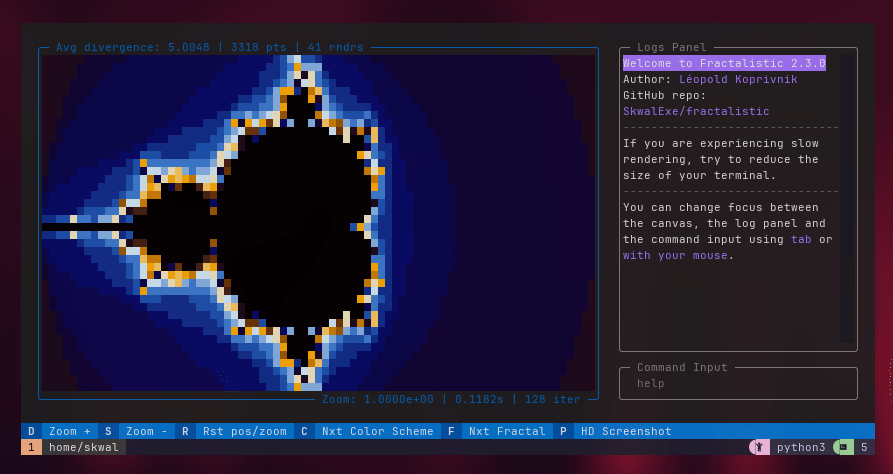 Avg divergence: 5.0048 | 3318 pts | 41 rndrs
Zoom: 1.0000e+00 | 0.1182s | 128 iter
Logs Panel
Welcome to Fractalistic 2.3.0
Author: Léopold Koprivnik
GitHub repo:
SkwalExe/fractalistic
-----------------------------
If you are experiencing slow
rendering, try to reduce the
size of your terminal.
-----------------------------
You can change focus between
the canvas, the log panel and
the command input using tab or
with your mouse.
Command Input
help
D Zoom + S Zoom - R Rst pos/zoom C Nxt Color Scheme F Nxt Fractal P HD Screenshot
1 home/skwal python3 5